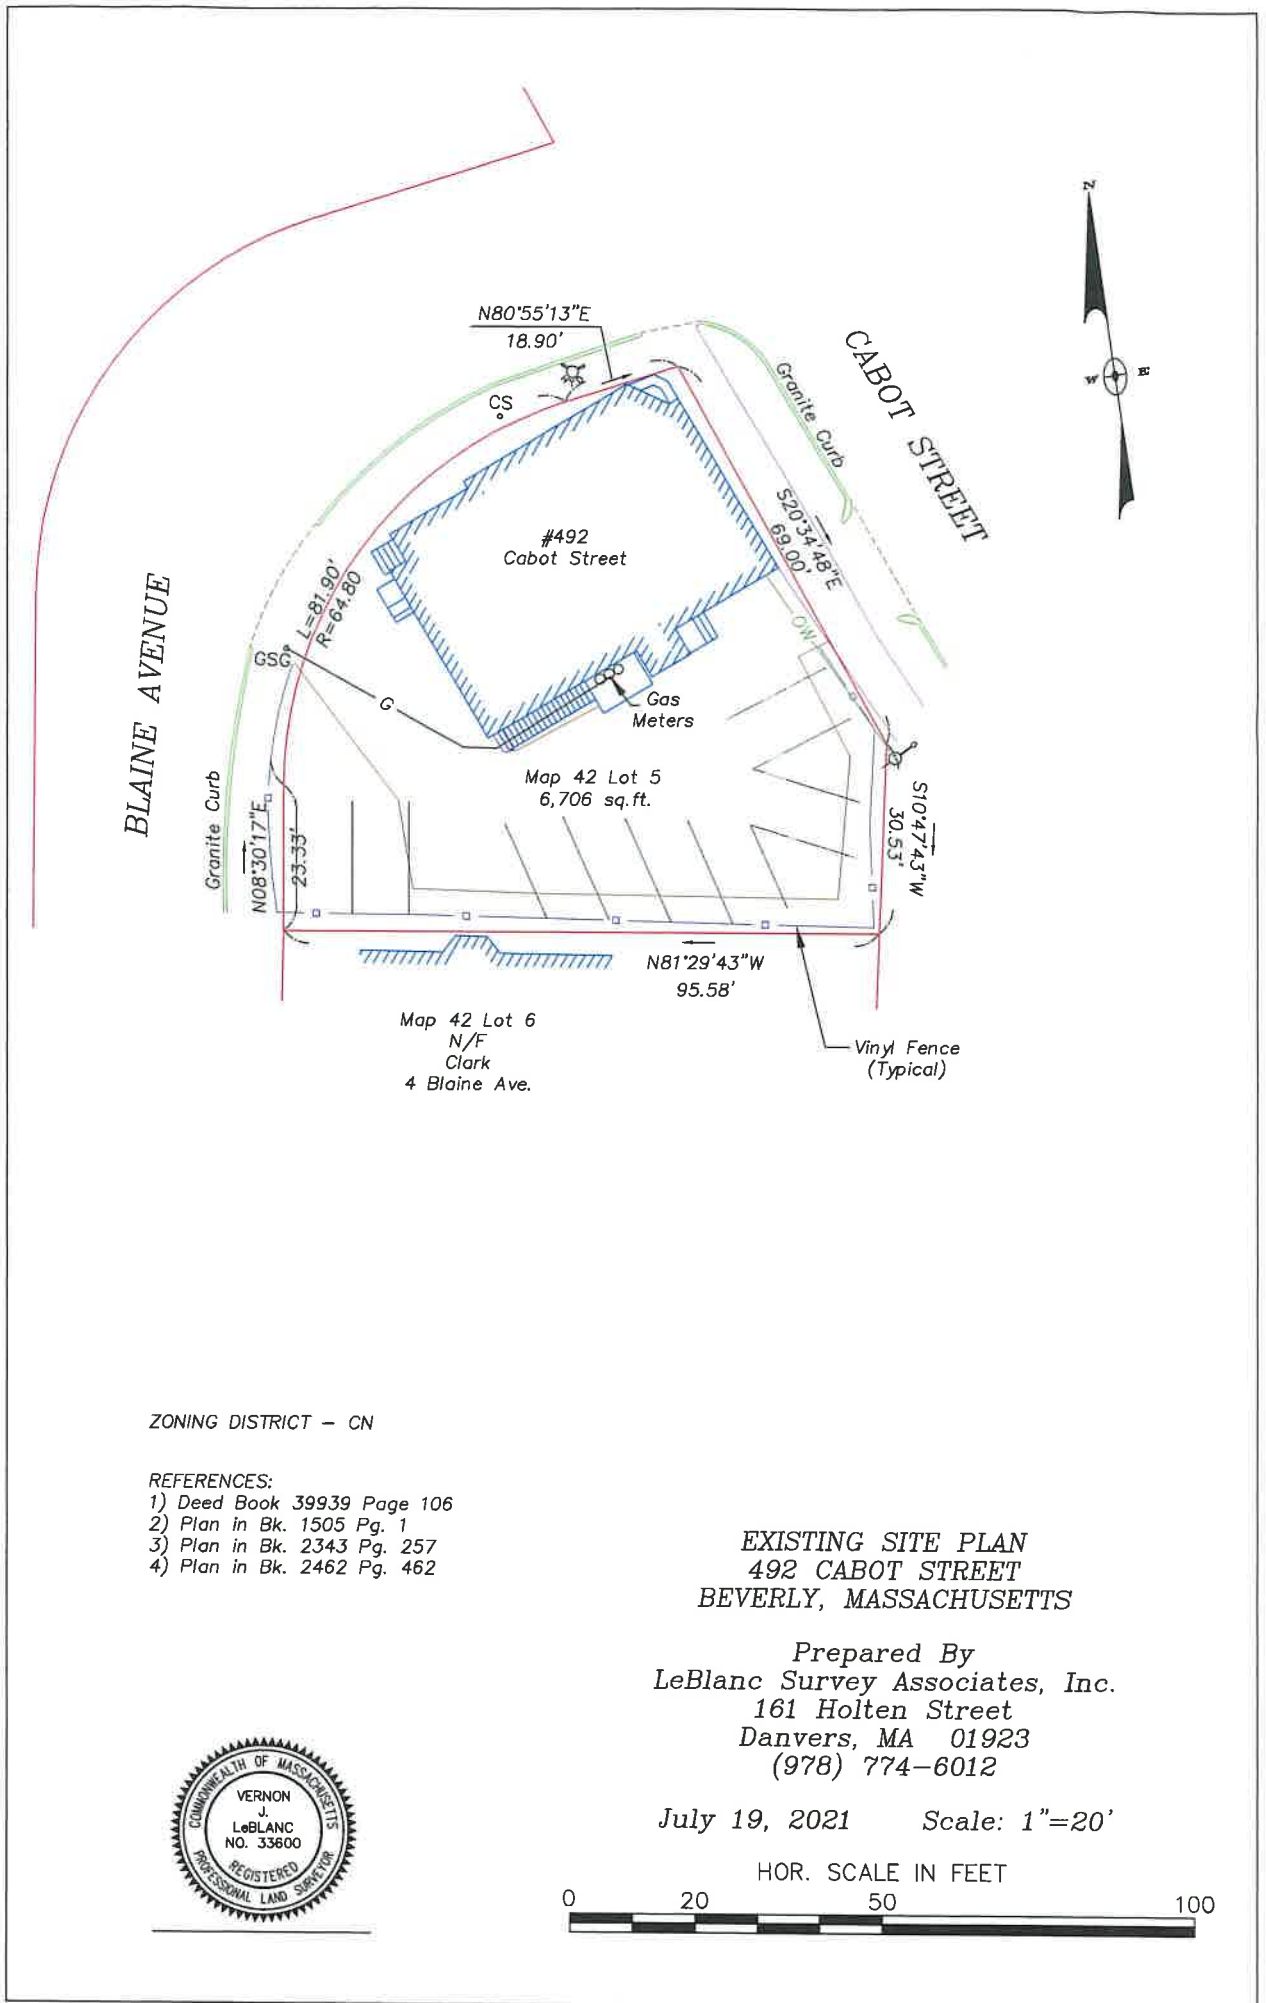 N
W
E
N80°55'13"E
18.90'
CABOT STREET
Granite Curb
CS
#492
Cabot Street
S20°34'48"E
69.00'
L=81.90'
R=64.80
BLAINE AVENUE
OW
GSG
G
Gas
Meters
Map 42 Lot 5
6,706 sq.ft.
Granite Curb
N08°30'17"E
23.33'
S10°47'43"W
30.53'
N81°29'43"W
95.58'
Map 42 Lot 6
N/F
Clark
4 Blaine Ave.
Vinyl Fence
(Typical)
ZONING DISTRICT – CN
REFERENCES:
1) Deed Book 39939 Page 106
2) Plan in Bk. 1505 Pg. 1
3) Plan in Bk. 2343 Pg. 257
4) Plan in Bk. 2462 Pg. 462
EXISTING SITE PLAN
492 CABOT STREET
BEVERLY, MASSACHUSETTS
Prepared By
LeBlanc Survey Associates, Inc.
161 Holten Street
Danvers, MA 01923
(978) 774–6012
July 19, 2021 Scale: 1"=20'
HOR. SCALE IN FEET
0 20 50 100
COMMONWEALTH OF MASSACHUSETTS
VERNON
J.
LeBLANC
NO. 33600
REGISTERED
PROFESSIONAL LAND SURVEYOR